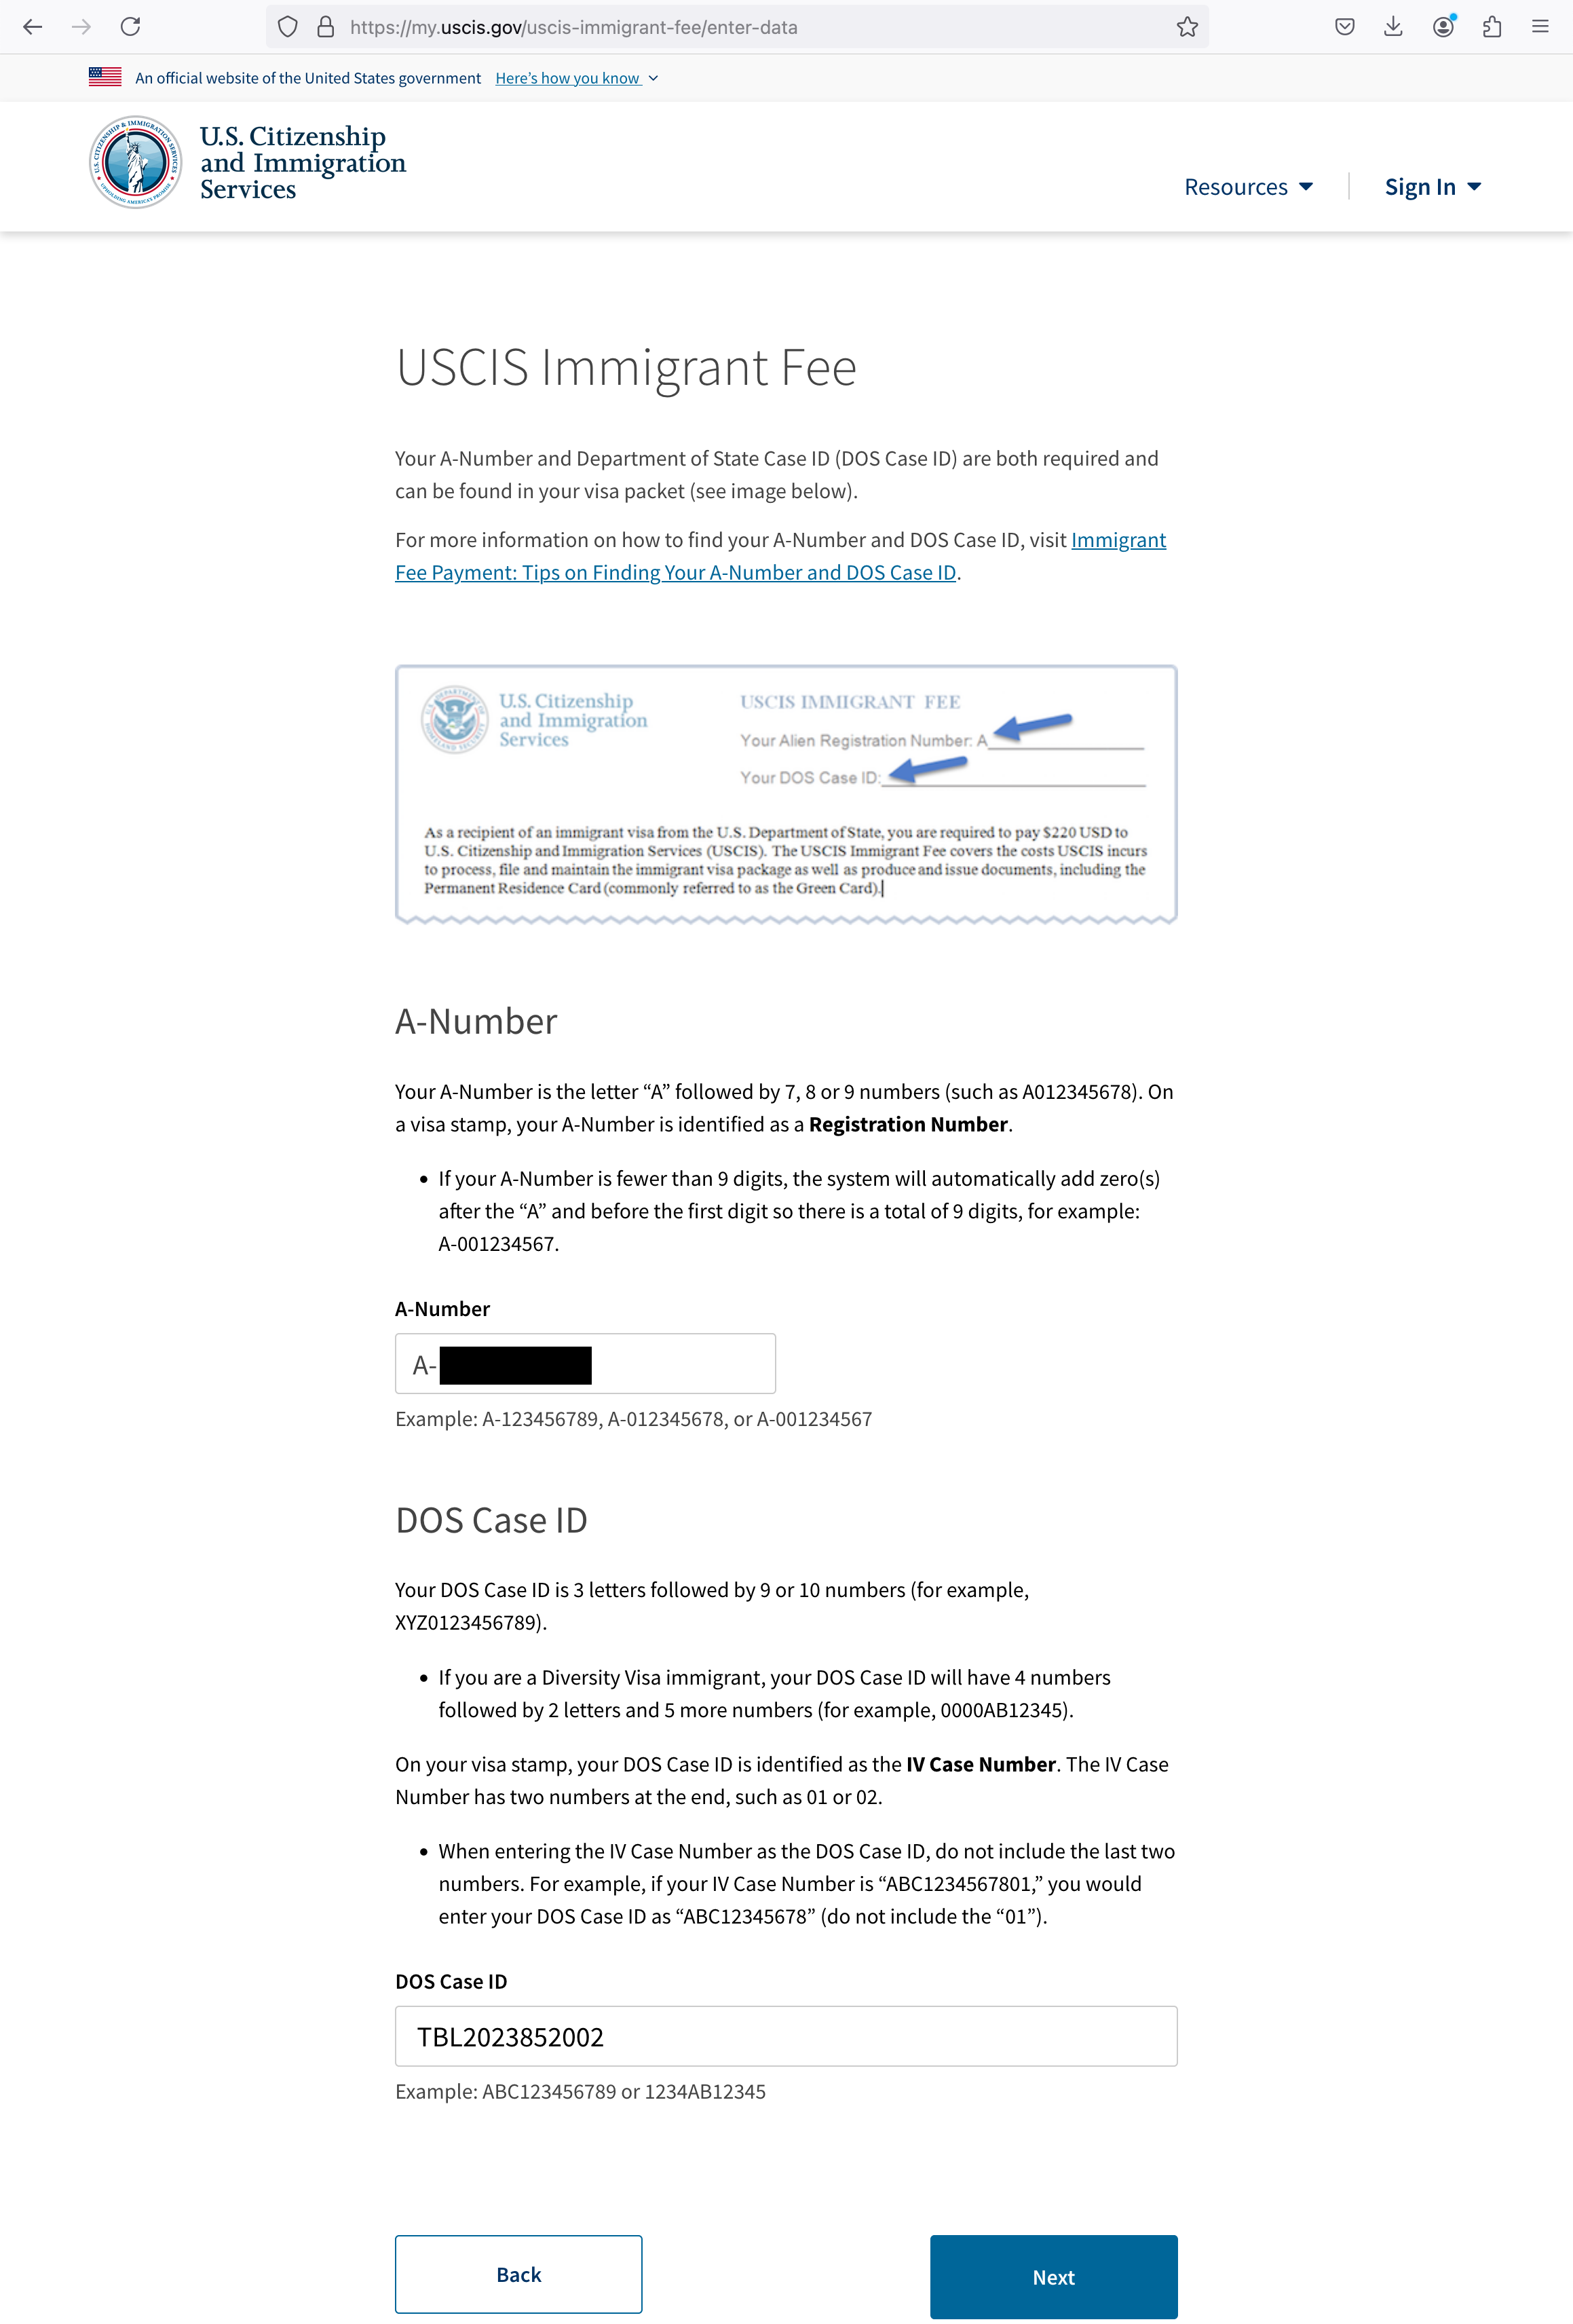 https://my.uscis.gov/uscis-immigrant-fee/enter-data
An official website of the United States government Here's how you know
U.S. Citizenship
and Immigration
Services
Resources
Sign In
USCIS Immigrant Fee
Your A-Number and Department of State Case ID (DOS Case ID) are both required and
can be found in your visa packet (see image below).
For more information on how to find your A-Number and DOS Case ID, visit Immigrant
Fee Payment: Tips on Finding Your A-Number and DOS Case ID.
U.S. Citizenship
and Immigration
Services
USCIS IMMIGRANT FEE
Your Alien Registration Number: A
Your DOS Case ID:
As a recipient of an immigrant visa from the U.S. Department of State, you are required to pay $220 USD to
U.S. Citizenship and Immigration Services (USCIS). The USCIS Immigrant Fee covers the costs USCIS incurs
to process, file and maintain the immigrant visa package as well as produce and issue documents, including the
Permanent Residence Card (commonly referred to as the Green Card).
A-Number
Your A-Number is the letter “A” followed by 7, 8 or 9 numbers (such as A012345678). On
a visa stamp, your A-Number is identified as a Registration Number.
• If your A-Number is fewer than 9 digits, the system will automatically add zero(s)
after the “A” and before the first digit so there is a total of 9 digits, for example:
A-001234567.
A-Number
A-
Example: A-123456789, A-012345678, or A-001234567
DOS Case ID
Your DOS Case ID is 3 letters followed by 9 or 10 numbers (for example,
XYZ0123456789).
• If you are a Diversity Visa immigrant, your DOS Case ID will have 4 numbers
followed by 2 letters and 5 more numbers (for example, 0000AB12345).
On your visa stamp, your DOS Case ID is identified as the IV Case Number. The IV Case
Number has two numbers at the end, such as 01 or 02.
• When entering the IV Case Number as the DOS Case ID, do not include the last two
numbers. For example, if your IV Case Number is “ABC1234567801,” you would
enter your DOS Case ID as “ABC12345678” (do not include the “01”).
DOS Case ID
TBL2023852002
Example: ABC123456789 or 1234AB12345
Back
Next